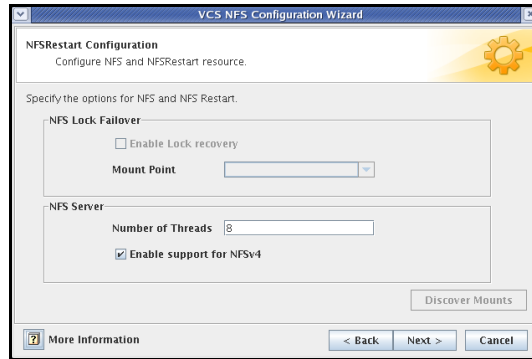 VCS NFS Configuration Wizard
NFSRestart Configuration
Configure NFS and NFSRestart resource.
Specify the options for NFS and NFS Restart.
NFS Lock Failover
Enable Lock recovery
Mount Point
NFS Server
Number of Threads 8
Enable support for NFSv4
Discover Mounts
? More Information < Back Next > Cancel